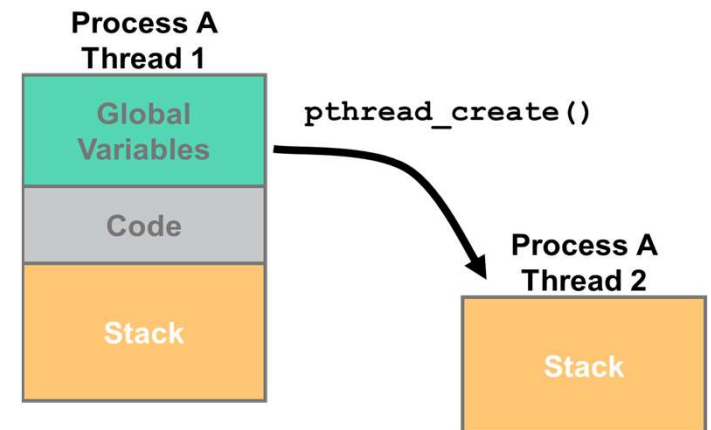 Process A
Thread 1
Global
Variables
pthread_create()
Code
Stack
Process A
Thread 2
Stack